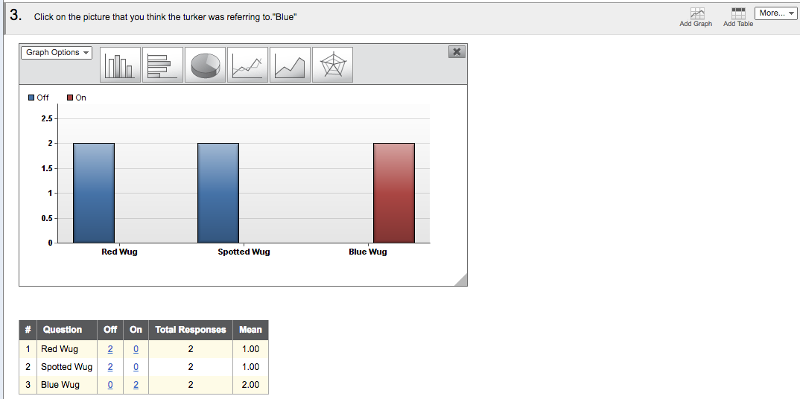 3. Click on the picture that you think the turker was referring to."Blue"
Add Graph Add Table More...
Graph Options
Off On
2.5
2
1.5
1
0.5
0
Red Wug Spotted Wug Blue Wug
# Question Off On Total Responses Mean
1 Red Wug 2 0 2 1.00
2 Spotted Wug 2 0 2 1.00
3 Blue Wug 0 2 2 2.00